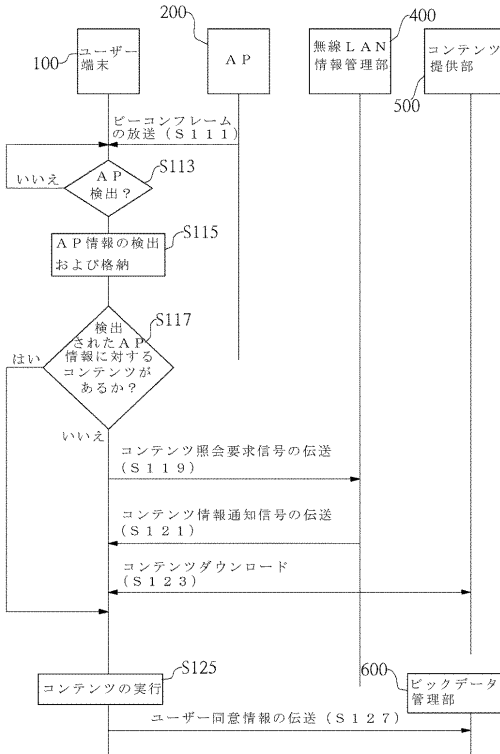 200
400
100
ユーザー
端末
ＡＰ
無線ＬＡＮ
情報管理部
500
コンテンツ
提供部
ビーコンフレーム
の放送（Ｓ１１１）
いいえ
ＡＰ
検出？
S113
ＡＰ情報の検出
および格納
S115
検出
されたＡＰ
情報に対する
コンテンツが
あるか？
S117
はい
いいえ
コンテンツ照会要求信号の伝送
（Ｓ１１９）
コンテンツ情報通知信号の伝送
（Ｓ１２１）
コンテンツダウンロード
（Ｓ１２３）
コンテンツの実行
S125
600
ビックデータ
管理部
ユーザー同意情報の伝送（Ｓ１２７）